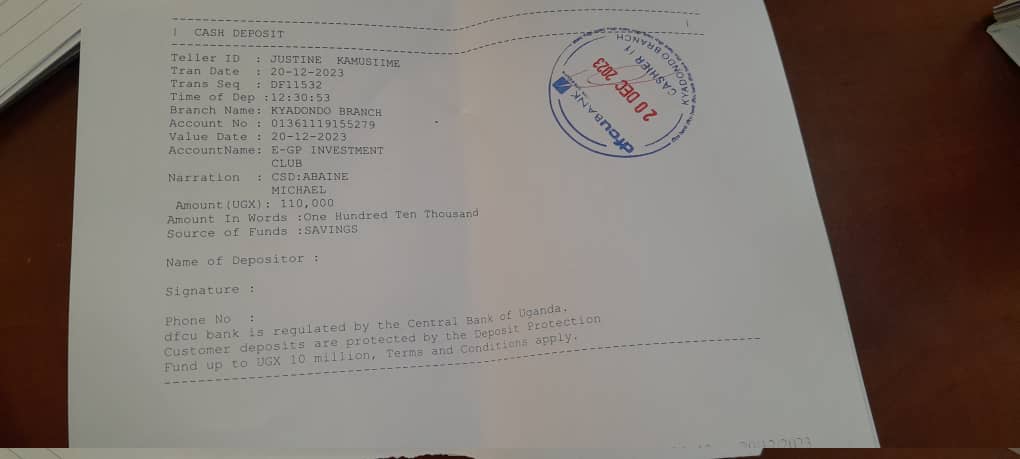 | CASH DEPOSIT |
Teller ID : JUSTINE KAMUSIIME
Tran Date : 20-12-2023
Trans Seq : DF11532
Time of Dep :12:30:53
Branch Name: KYADONDO BRANCH
Account No : 01361119155279
Value Date : 20-12-2023
AccountName: E-GP INVESTMENT
CLUB
Narration : CSD:ABAINE
MICHAEL
Amount(UGX): 110,000
Amount In Words :One Hundred Ten Thousand
Source of Funds :SAVINGS
Name of Depositor :
Signature :
Phone No :
dfcu bank is regulated by the Central Bank of Uganda.
Customer deposits are protected by the Deposit Protection
Fund up to UGX 10 million, Terms and Conditions apply.
dfcu BANK
20 DEC 2023
CASHIER
KYADONDO BRANCH
20/12/2023